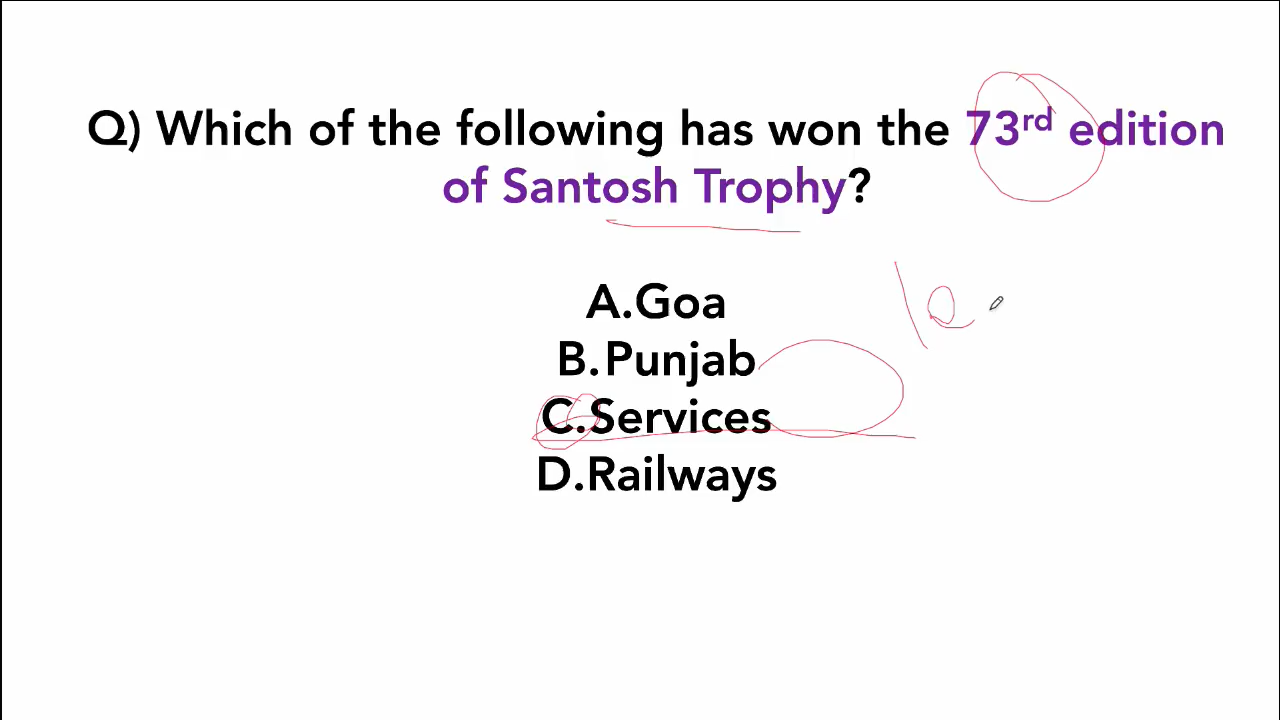 Q) Which of the following has won the 73rd edition
of Santosh Trophy?
A.Goa
B.Punjab
C.Services
D.Railways